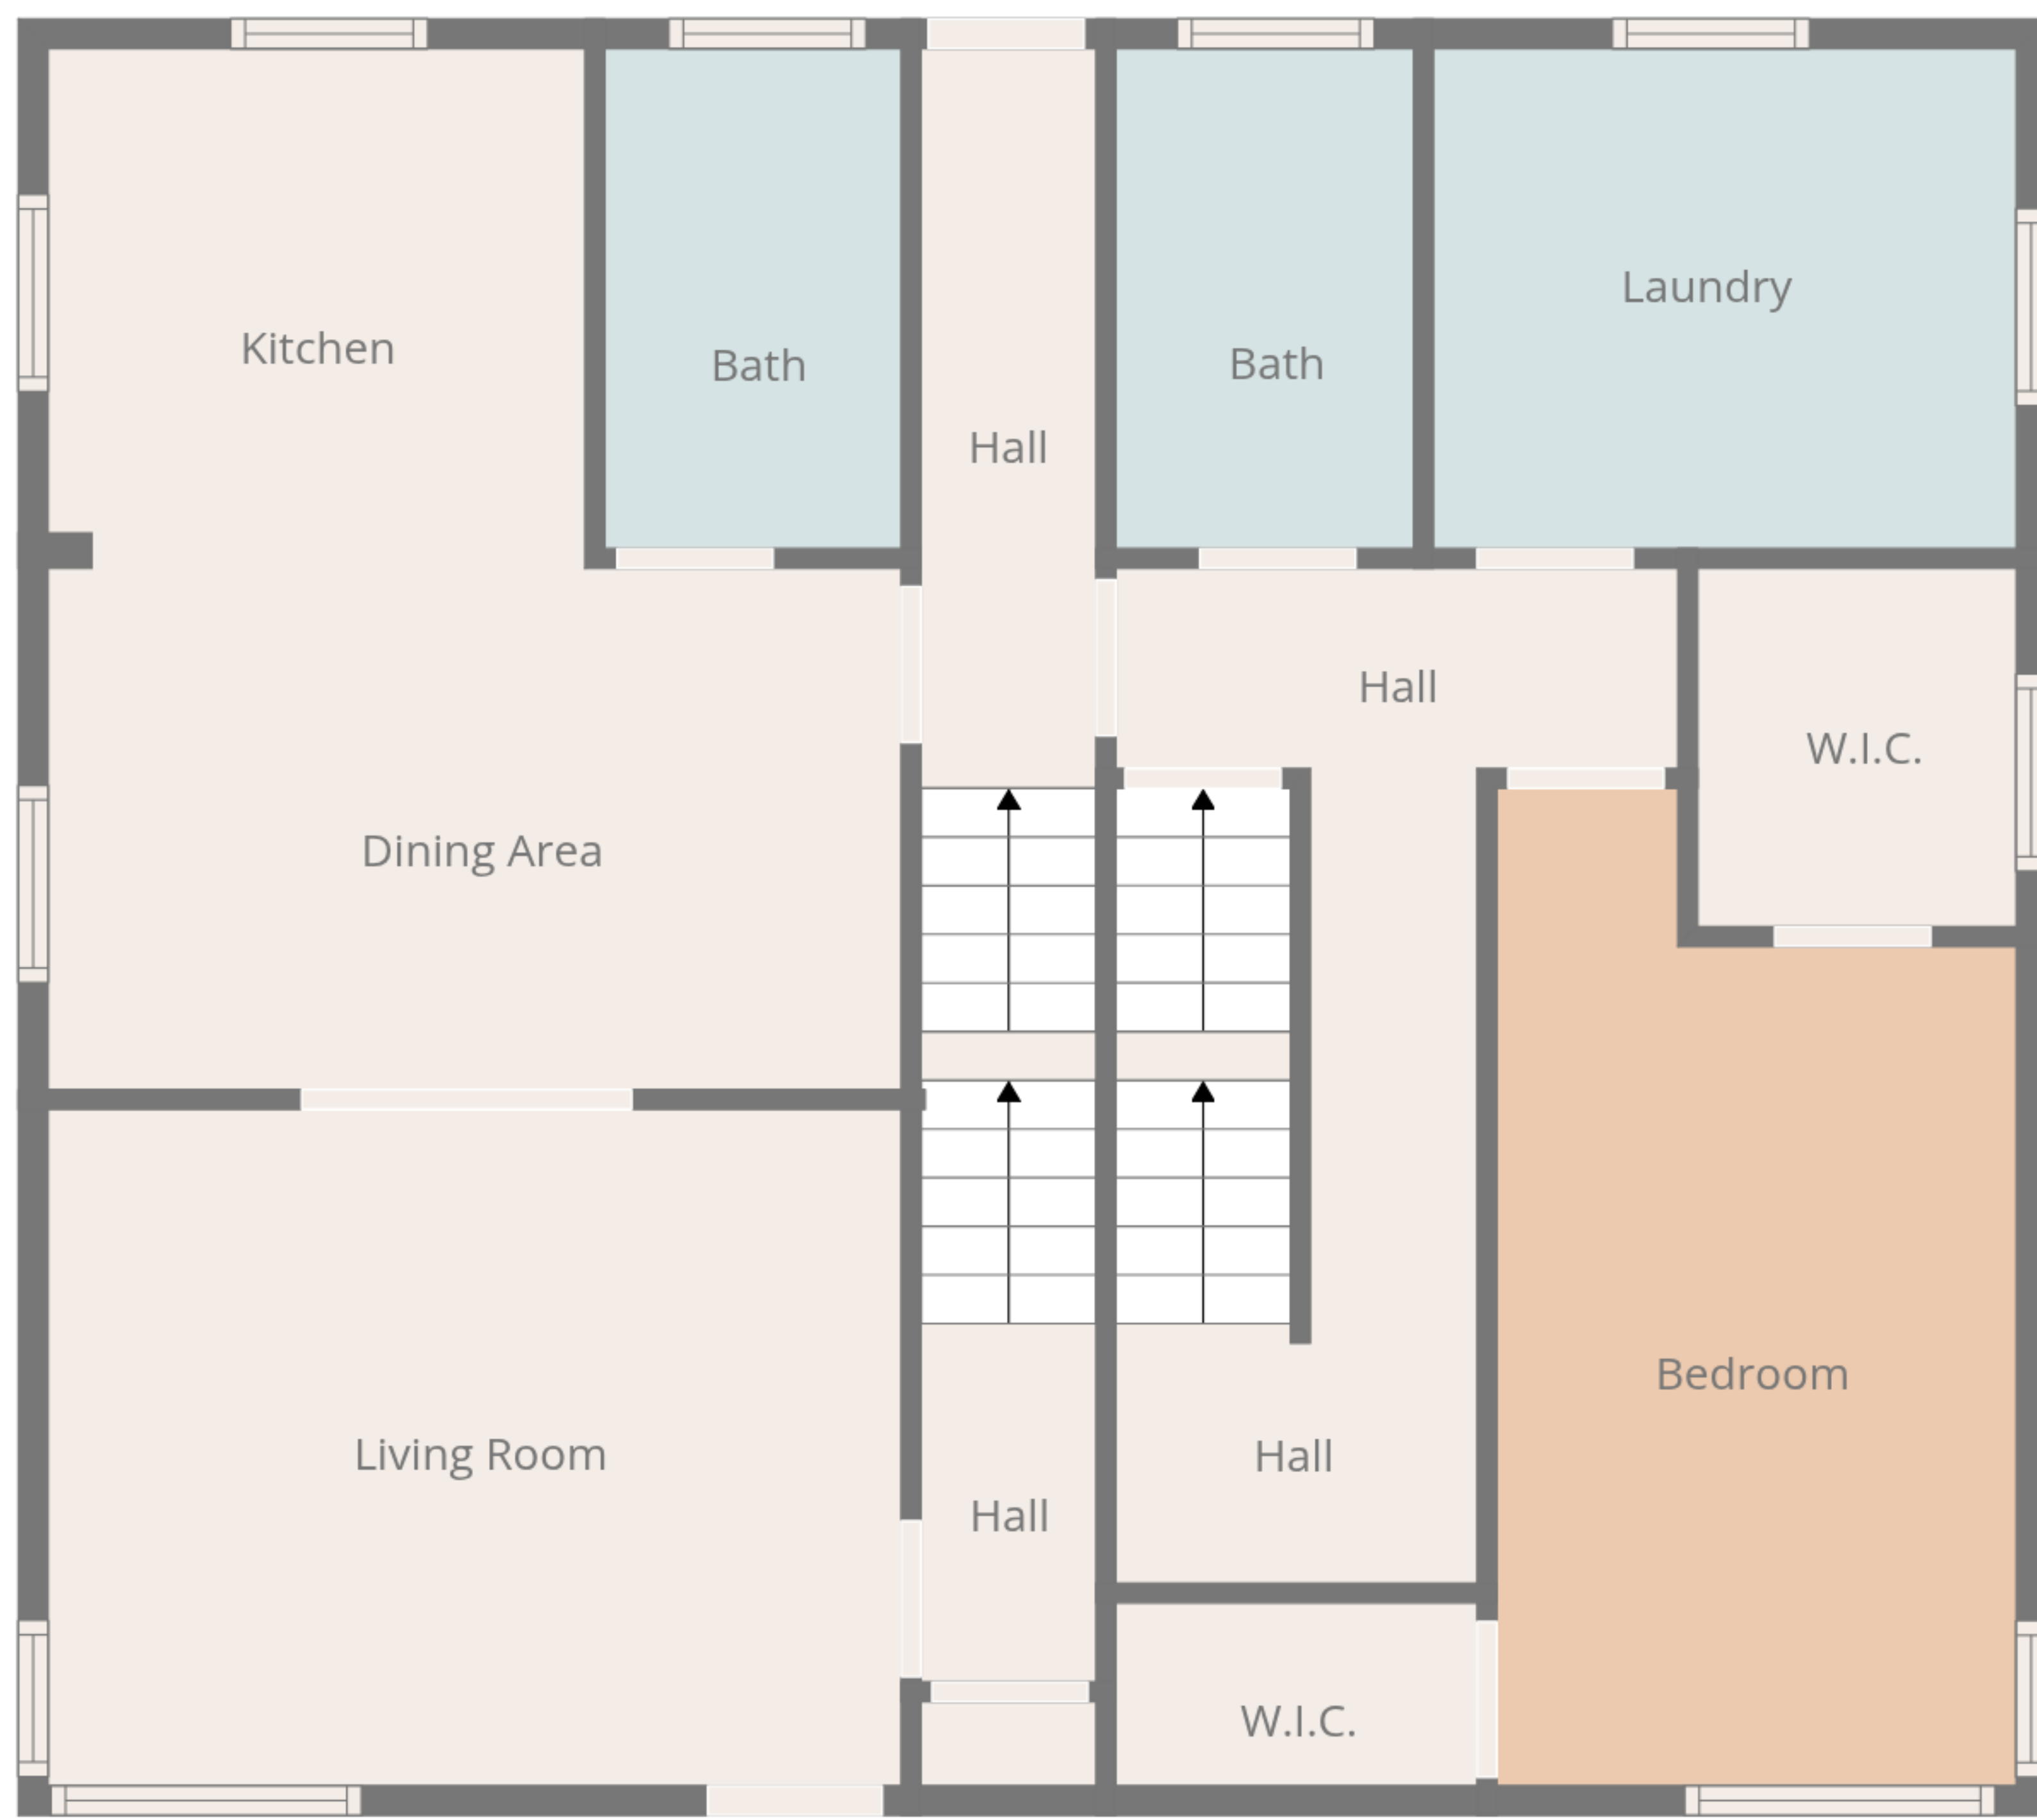 Laundry
Kitchen
Bath
Bath
Hall
Hall
W.I.C.
Dining Area
Bedroom
Living Room
Hall
Hall
W.I.C.